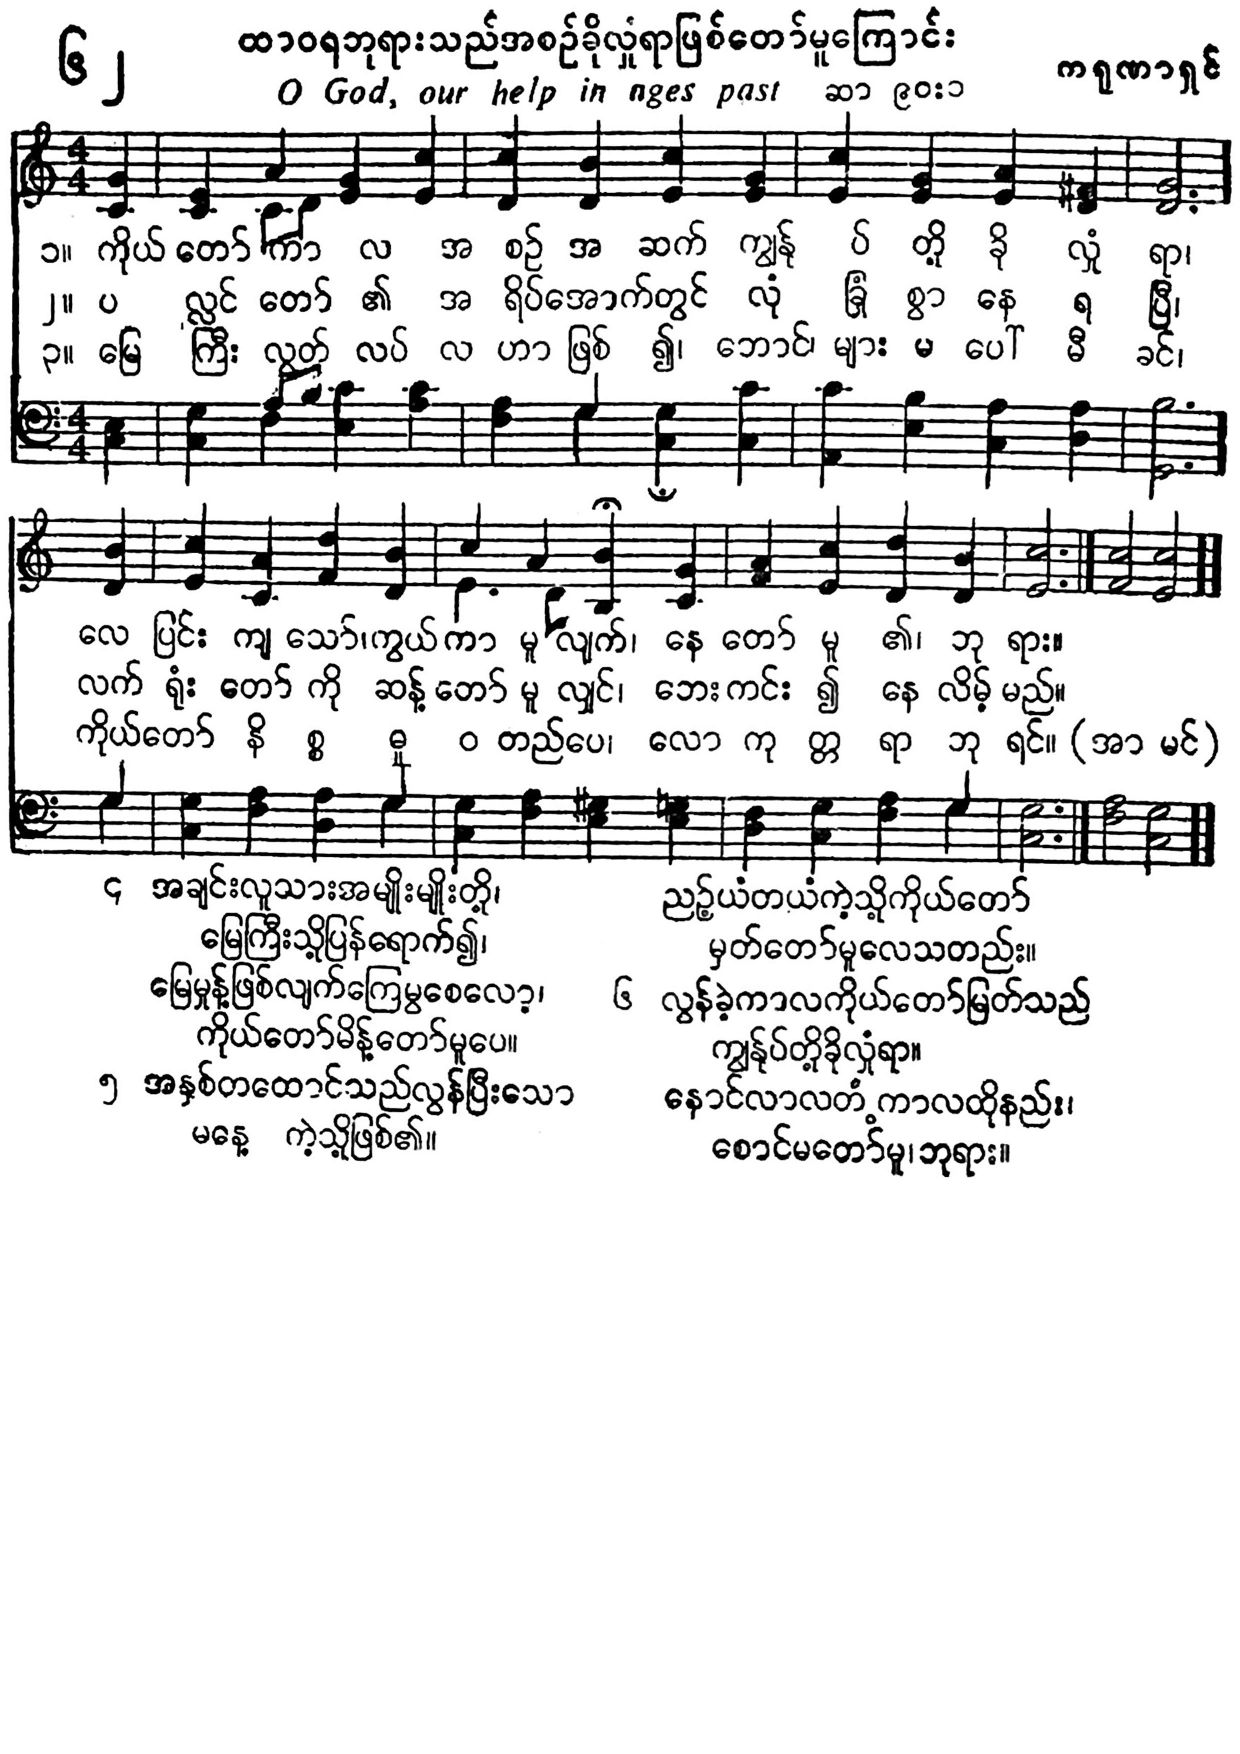 ၆၂
ထာဝရဘုရားသည်အစဉ်ခိုလှုံရာဖြစ်တော်မူကြောင်း
O God, our help in ages past ဆာ ၉၀း၁
ကရုဏာရှင်
4 4
၁။ ကိုယ် တော် ကာ လ အ စဉ် အ ဆက် ကျွန်ု ပ် တို့ ခို လှုံ ရာ၊
၂။ ပ လ္လင် တော် ၏ အ ရိပ်အောက်တွင် လုံ ခြုံ စွာ နေ ရ ပြီ၊
၃။ မြေ ကြီး လွတ် လပ် လ ဟာ ဖြစ် ၍၊ တောင်၊ များ မ ပေါ် မီ ခင်၊
4 4
လေ ပြင်း ကျ သော်၊ကွယ်ကာ မူ လျက်၊ နေ တော် မူ ၏၊ ဘု ရား။
လက် ရုံး တော် ကို ဆန့် တော် မူ လျှင်၊ ဘေးကင်း ၍ နေ လိမ့် မည်။
ကိုယ်တော် နိ စ္စ ဓူ ဝ တည်ပေ၊ လော ကု တ္တ ရာ ဘု ရင်။ (အာ မင်)
၄ အချင်းလူသားအမျိုးမျိုးတို့၊
မြေကြီးသို့ပြန်ရောက်၍၊
မြေမှုန့်ဖြစ်လျက်ကြေမွစေလော့၊
ကိုယ်တော်မိန့်တော်မူပေ။
၅ အနှစ်တထောင်သည်လွန်ပြီးသော
မနေ့ ကဲ့သို့ဖြစ်၏။
ညဉ့်ယံတယံကဲ့သို့ကိုယ်တော်
မှတ်တော်မူလေသတည်း။
၆ လွန်ခဲ့ကာလကိုယ်တော်မြတ်သည်
ကျွန်ုပ်တို့ခိုလှုံရာ။
နောင်လာလတံ့ကာလထိုနည်း၊
စောင်မတော်မူ၊ဘုရား။